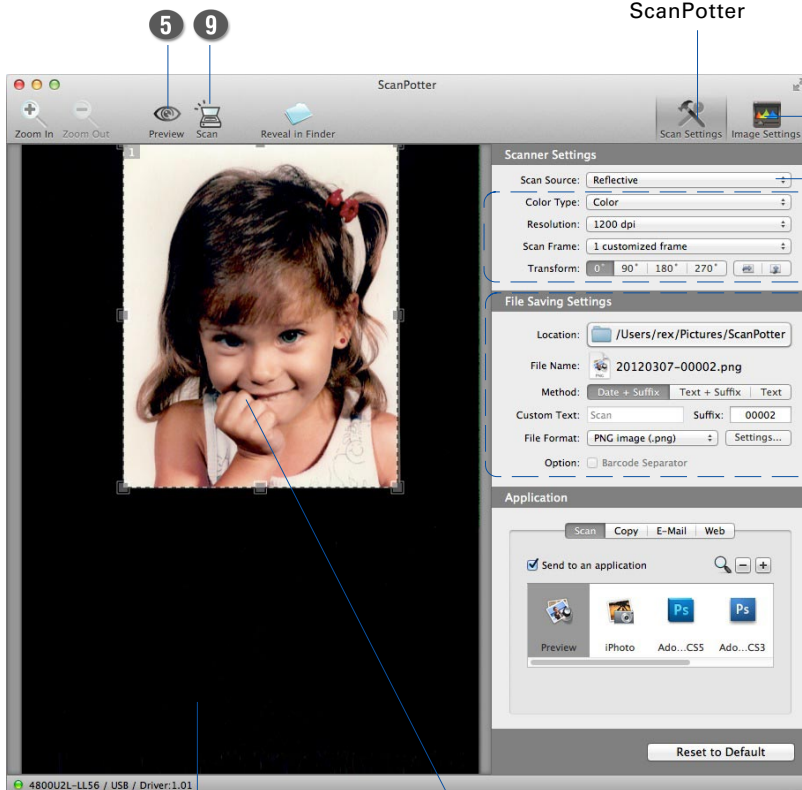 ScanPotter
5 9
ScanPotter
Zoom In Zoom Out Preview Scan Reveal in Finder Scan Settings Image Settings
1
Scanner Settings
Scan Source: Reflective
Color Type: Color
Resolution: 1200 dpi
Scan Frame: 1 customized frame
Transform: 0° 90° 180° 270°
File Saving Settings
Location: /Users/rex/Pictures/ScanPotter
File Name: PNG 20120307-00002.png
Method: Date + Suffix Text + Suffix Text
Custom Text: Scan Suffix: 00002
File Format: PNG image (.png) Settings...
Option: Barcode Separator
Application
Scan Copy E-Mail Web
Send to an application
Ps Ps
Preview iPhoto Ado...CS5 Ado...CS3
Reset to Default
4800U2L-LL56 / USB / Driver:1.01